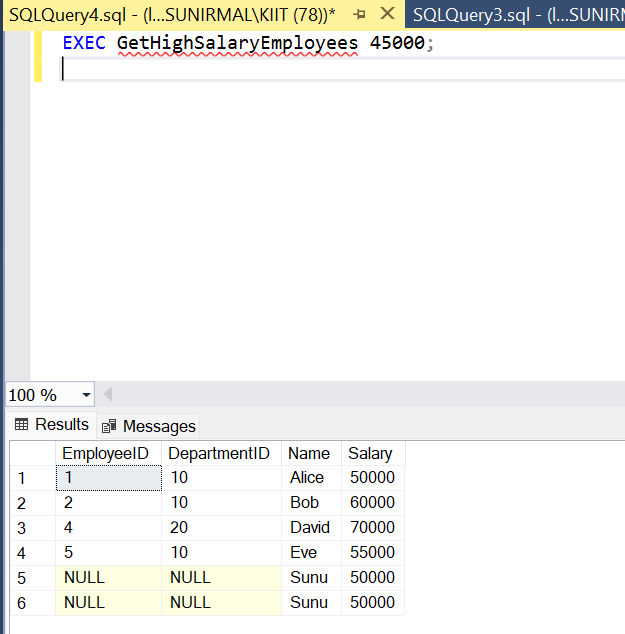 SQLQuery4.sql - (l...SUNIRMAL\KIIT (78))* SQLQuery3.sql - (l...SUNIRM
EXEC GetHighSalaryEmployees 45000;
100 %
Results Messages
EmployeeID DepartmentID Name Salary
1 1 10 Alice 50000
2 2 10 Bob 60000
3 4 20 David 70000
4 5 10 Eve 55000
5 NULL NULL Sunu 50000
6 NULL NULL Sunu 50000